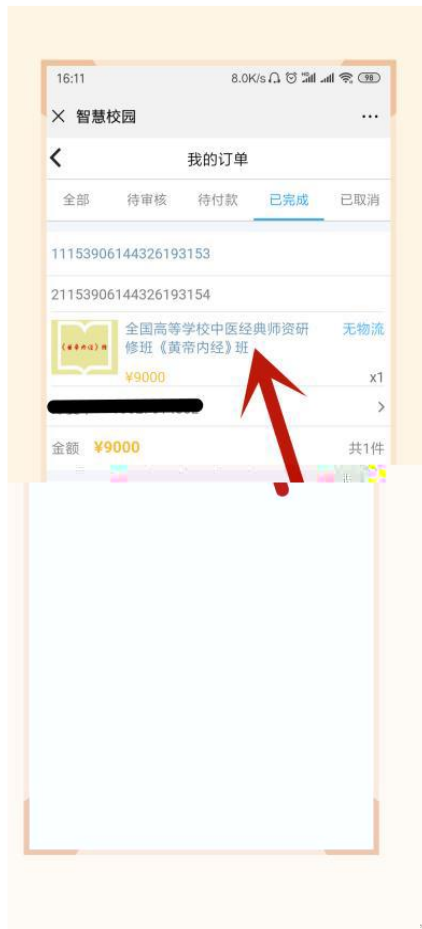 16:11 8.0K/s 98
智慧校园
我的订单
全部 待审核 待付款 已完成 已取消
11153906144326193153
21153906144326193154
全国高等学校中医经典师资研 无物流
修班《黄帝内经》班
¥9000 x1
金额 ¥9000 共1件